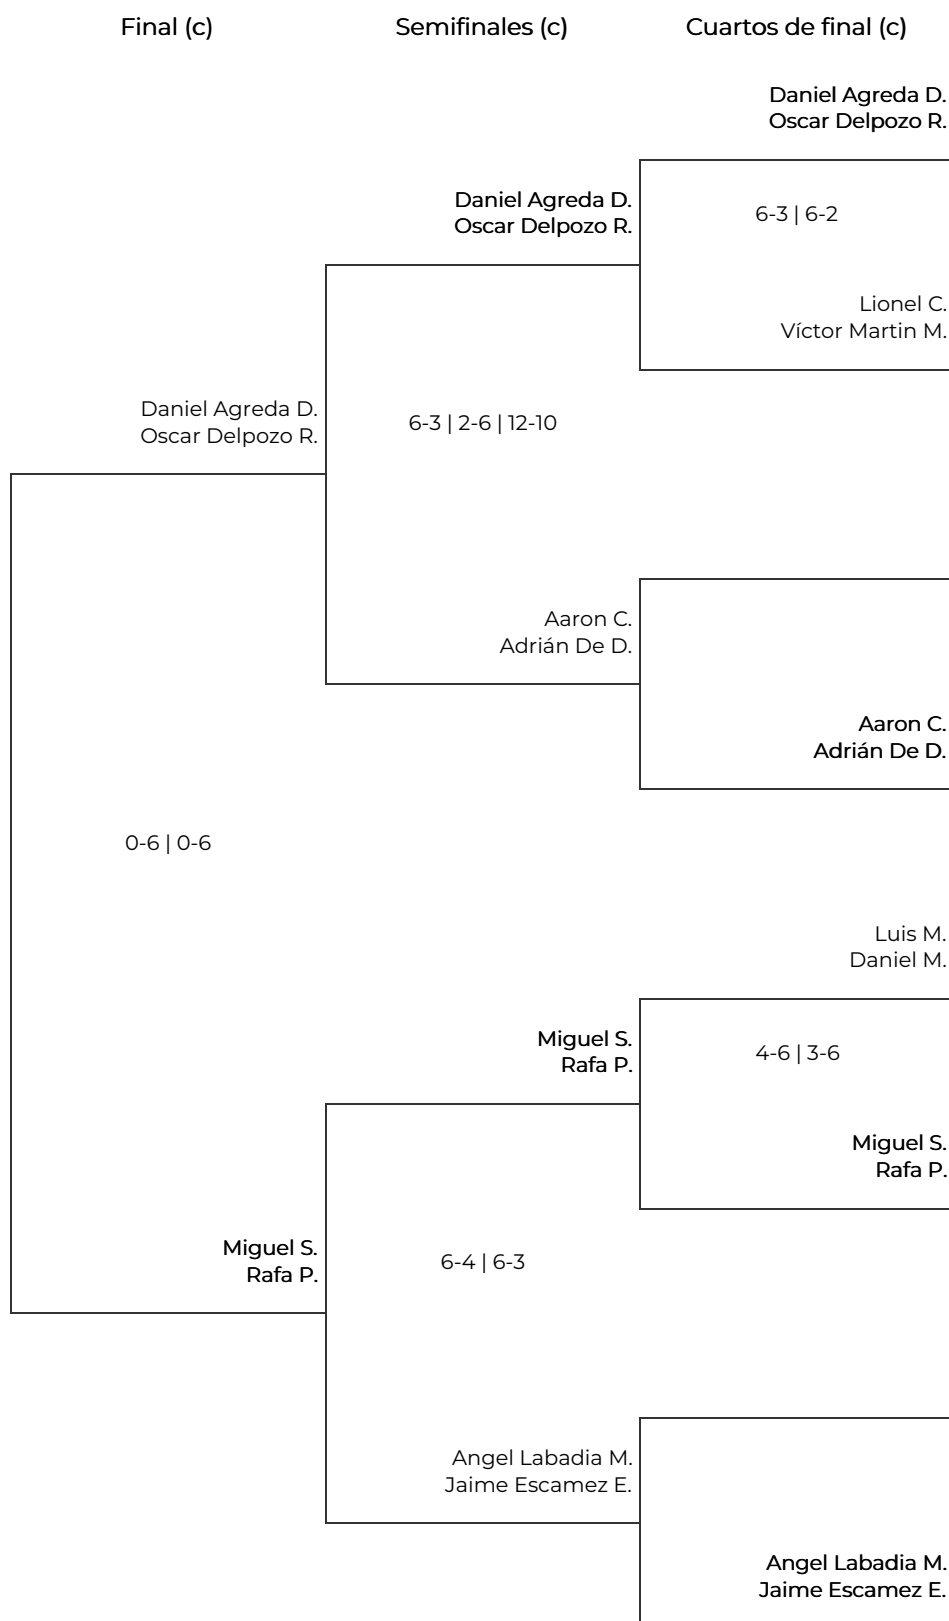 Final (c)
Semifinales (c)
Cuartos de final (c)
Daniel Agreda D.
Oscar Delpozo R.
Daniel Agreda D.
Oscar Delpozo R.
6-3 | 6-2
Lionel C.
Víctor Martin M.
Daniel Agreda D.
Oscar Delpozo R.
6-3 | 2-6 | 12-10
Aaron C.
Adrián De D.
Aaron C.
Adrián De D.
0-6 | 0-6
Luis M.
Daniel M.
Miguel S.
Rafa P.
4-6 | 3-6
Miguel S.
Rafa P.
Miguel S.
Rafa P.
6-4 | 6-3
Angel Labadia M.
Jaime Escamez E.
Angel Labadia M.
Jaime Escamez E.